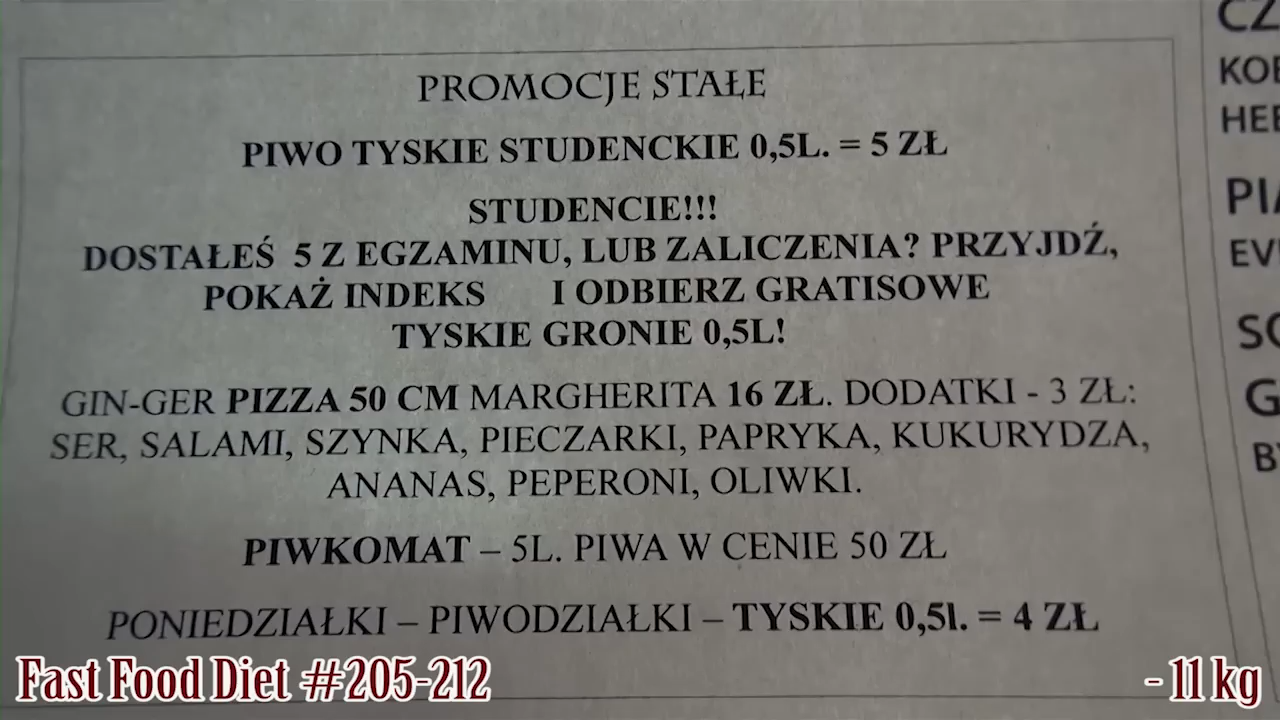 PROMOCJE STAŁE
PIWO TYSKIE STUDENCKIE 0,5L. = 5 ZŁ
STUDENCIE!!!
DOSTAŁEŚ 5 Z EGZAMINU, LUB ZALICZENIA? PRZYJDŹ,
POKAŻ INDEKS I ODBIERZ GRATISOWE
TYSKIE GRONIE 0,5L!
GIN-GER PIZZA 50 CM MARGHERITA 16 ZŁ. DODATKI - 3 ZŁ:
SER, SALAMI, SZYNKA, PIECZARKI, PAPRYKA, KUKURYDZA,
ANANAS, PEPERONI, OLIWKI.
PIWKOMAT – 5L. PIWA W CENIE 50 ZŁ
PONIEDZIAŁKI – PIWODZIAŁKI – TYSKIE 0,5l. = 4 ZŁ
Fast Food Diet #205-212
- 11 kg